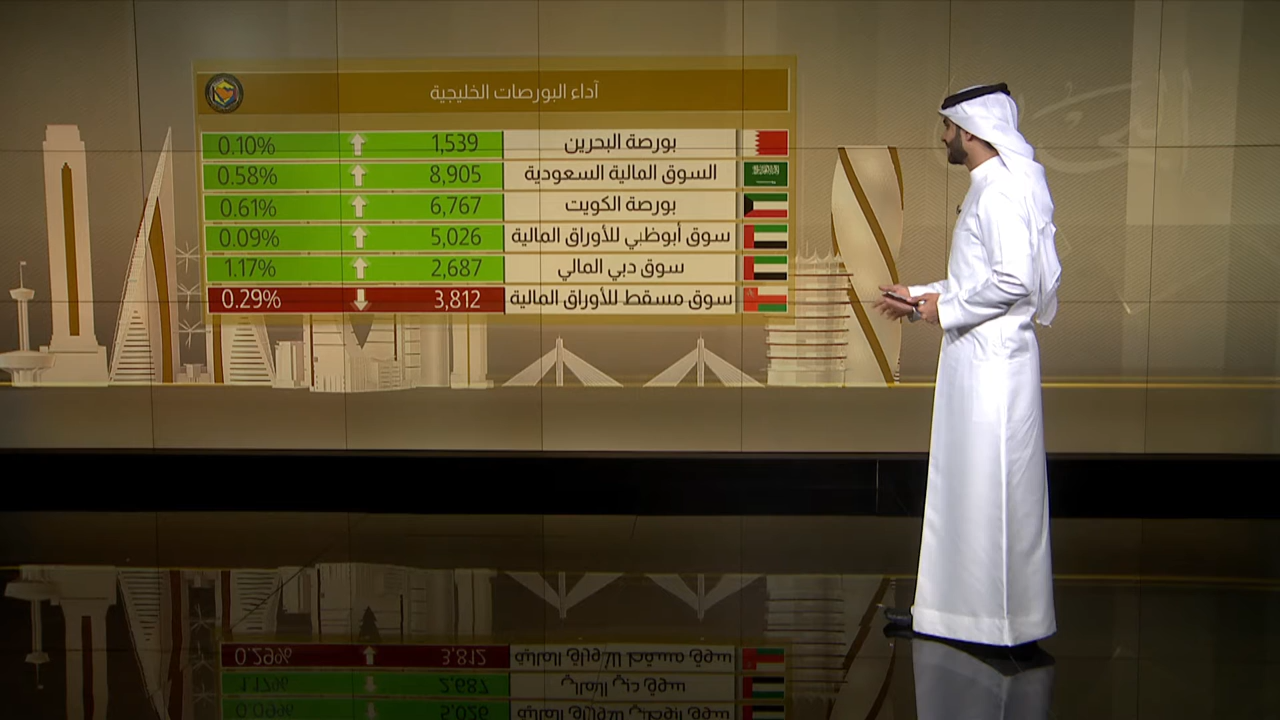 آداء البورصات الخليجية
بورصة البحرين 1,539 0.10%
السوق المالية السعودية 8,905 0.58%
بورصة الكويت 6,767 0.61%
سوق أبوظبي للأوراق المالية 5,026 0.09%
سوق دبي المالي 2,687 1.17%
سوق مسقط للأوراق المالية 3,812 0.29%